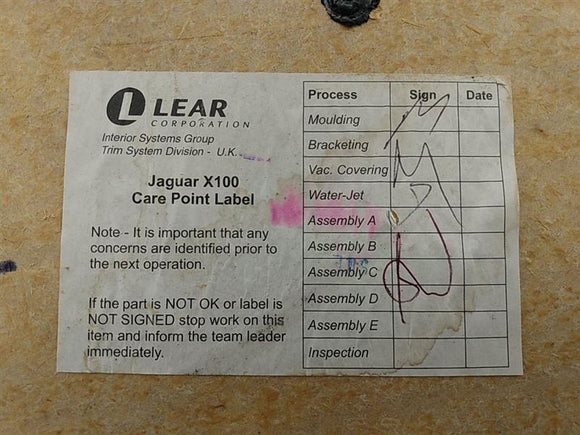 LEAR
CORPORATION
Interior Systems Group
Trim System Division - U.K.
Jaguar X100
Care Point Label
Note - It is important that any
concerns are identified prior to
the next operation.
If the part is NOT OK or label is
NOT SIGNED stop work on this
item and inform the team leader
immediately.
Process Sign Date
Moulding
Bracketing
Vac. Covering
Water-Jet
Assembly A
Assembly B
Assembly C
Assembly D
Assembly E
Inspection